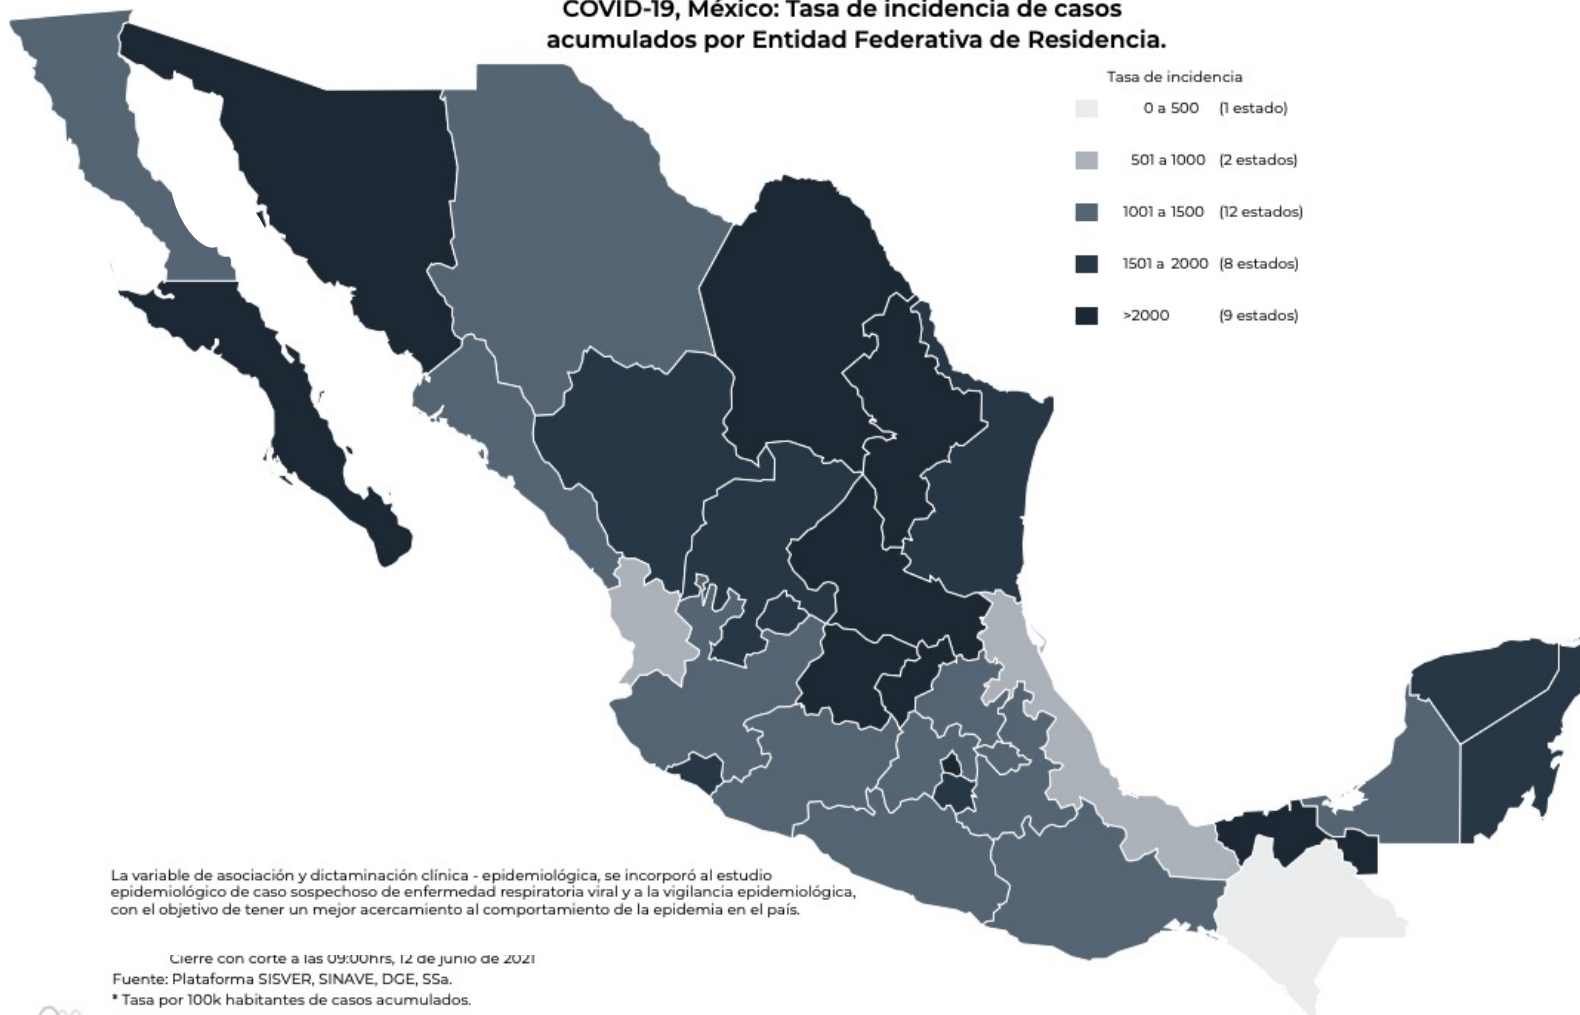 COVID-19, México: Tasa de incidencia de casos
acumulados por Entidad Federativa de Residencia.
Tasa de incidencia
0 a 500 (1 estado)
501 a 1000 (2 estados)
1001 a 1500 (12 estados)
1501 a 2000 (8 estados)
>2000 (9 estados)
La variable de asociación y dictaminación clínica - epidemiológica, se incorporó al estudio
epidemiológico de caso sospechoso de enfermedad respiratoria viral y a la vigilancia epidemiológica,
con el objetivo de tener un mejor acercamiento al comportamiento de la epidemia en el país.
Cierre con corte a las 09:00hrs, 12 de junio de 2021
Fuente: Plataforma SISVER, SINAVE, DGE, SSa.
* Tasa por 100k habitantes de casos acumulados.